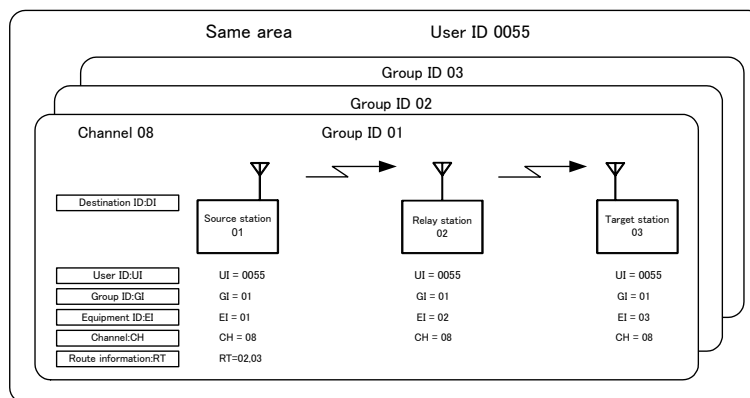 Same area User ID 0055
Group ID 03
Group ID 02
Channel 08 Group ID 01
Destination ID:DI
Source station
01
Relay station
02
Target station
03
User ID:UI UI = 0055 UI = 0055 UI = 0055
Group ID:GI GI = 01 GI = 01 GI = 01
Equipment ID:EI EI = 01 EI = 02 EI = 03
Channel:CH CH = 08 CH = 08 CH = 08
Route information:RT RT=02,03